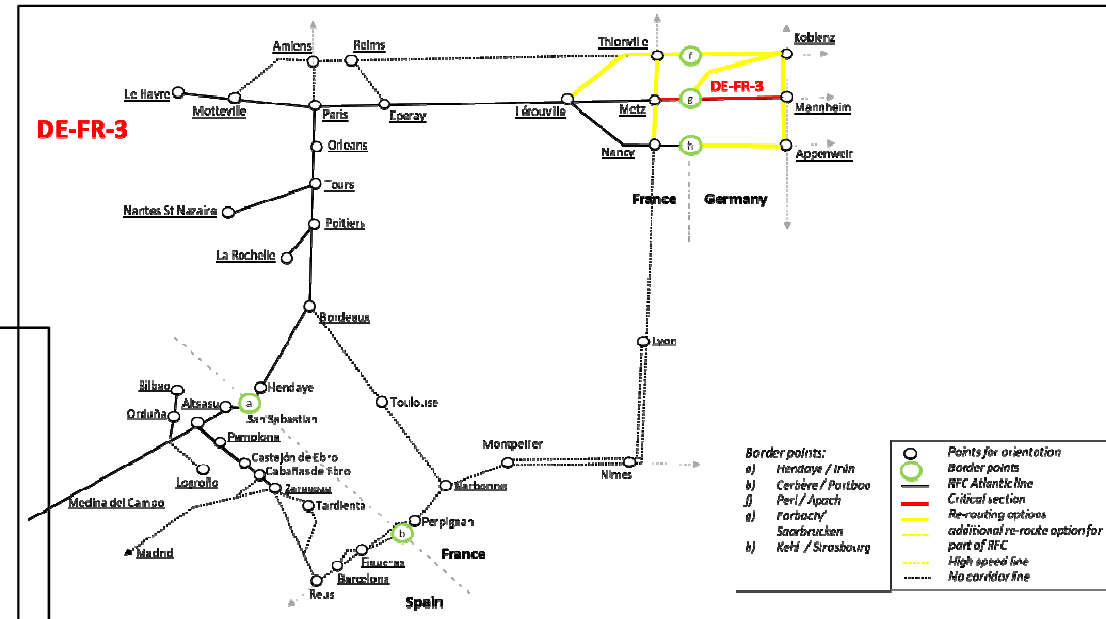 Amiens
Reims
Thionville
Koblenz
f
Le Havre
Motteville
Paris
Epernay
Lérouville
Metz
g
DE-FR-3
Mannheim
DE-FR-3
Orleans
Nancy
h
Appenweir
Tours
Nantes St Nazaire
France
Germany
Poitiers
La Rochelle
Bordeaux
Lyon
Bilbao
Hendaye
Altsasu
a
Toulouse
Orduña
San Sebastian
Pamplona
Montpellier
Castejón de Ebro
Cabañas de Ebro
Logroño
Nimes
Zaragoza
Narbonne
Medina del Campo
Tardienta
Perpignan
b
Madrid
France
Figueras
Barcelona
Reus
Spain
Border points:
a) Hendaye / Irún
b) Cerbère / Portbou
f) Perl / Apach
g) Forbach/
Saarbrucken
h) Kehl / Strasbourg
Points for orientation
Border points
RFC Atlantic line
Critical section
Re-routing options
additional re-route option for
part of RFC
High speed line
No corridor line